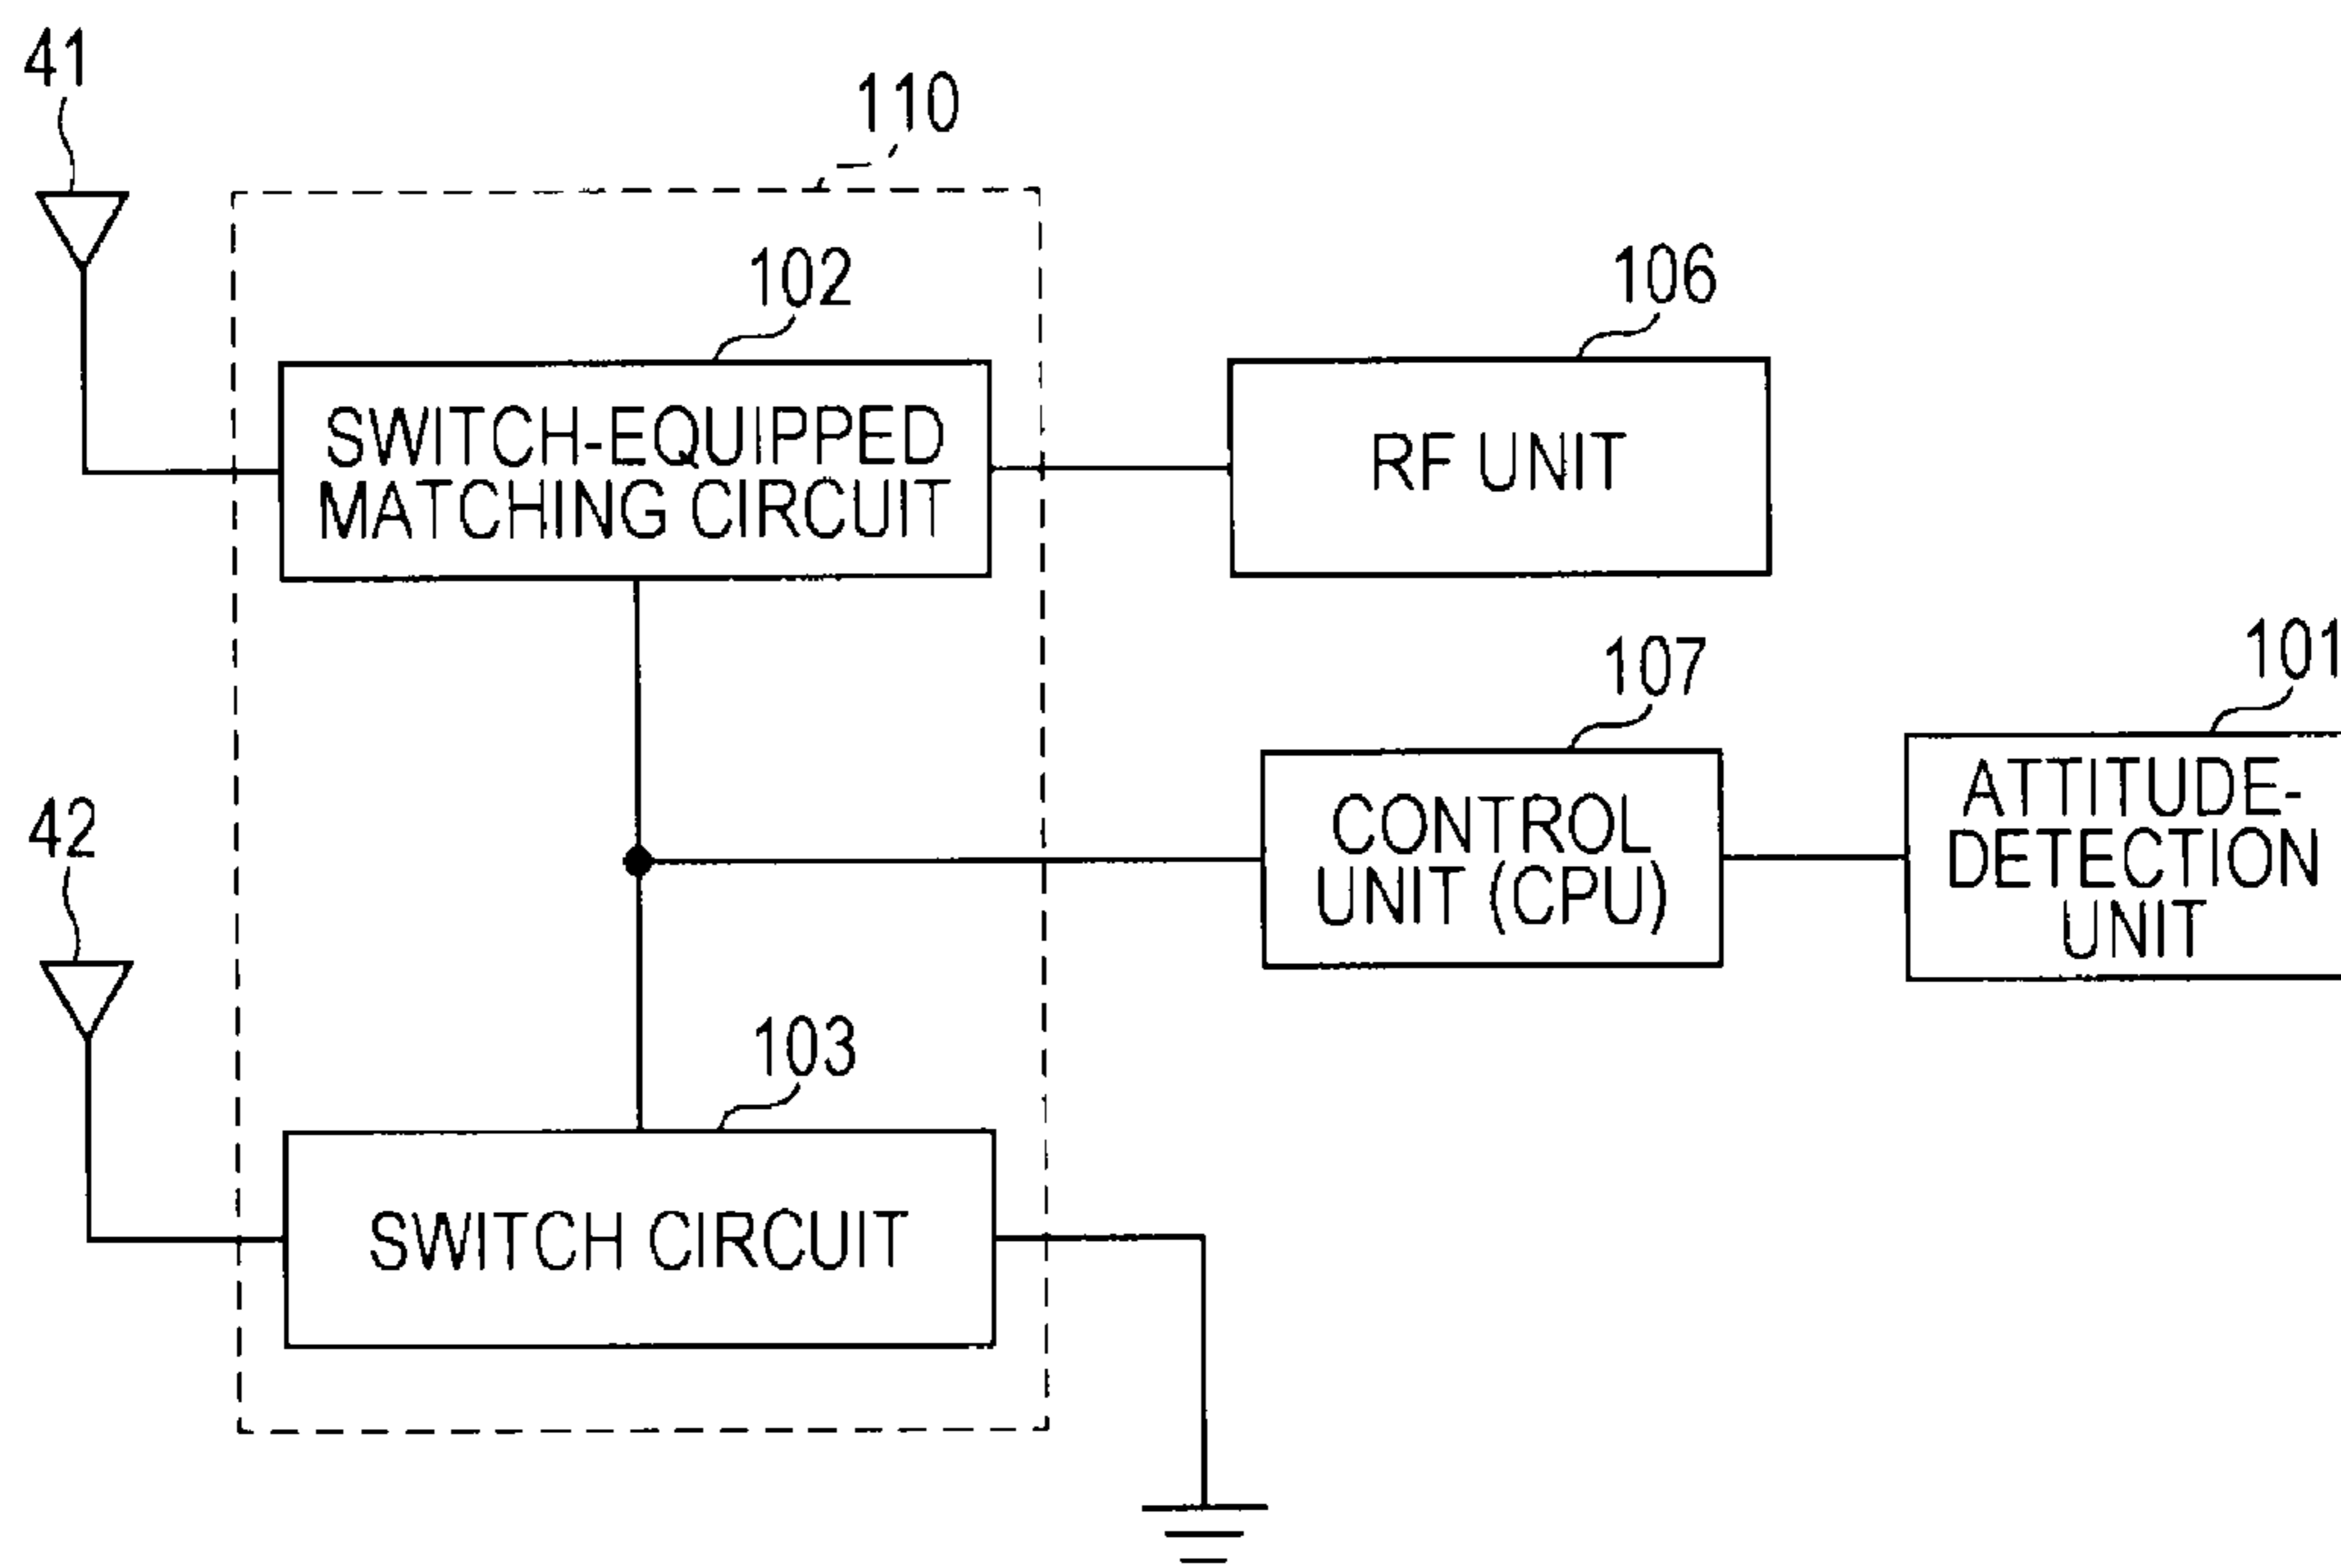 41
110
102
106
SWITCH-EQUIPPED
MATCHING CIRCUIT
RF UNIT
101
107
42
CONTROL
UNIT (CPU)
ATTITUDE-
DETECTION
UNIT
103
SWITCH CIRCUIT